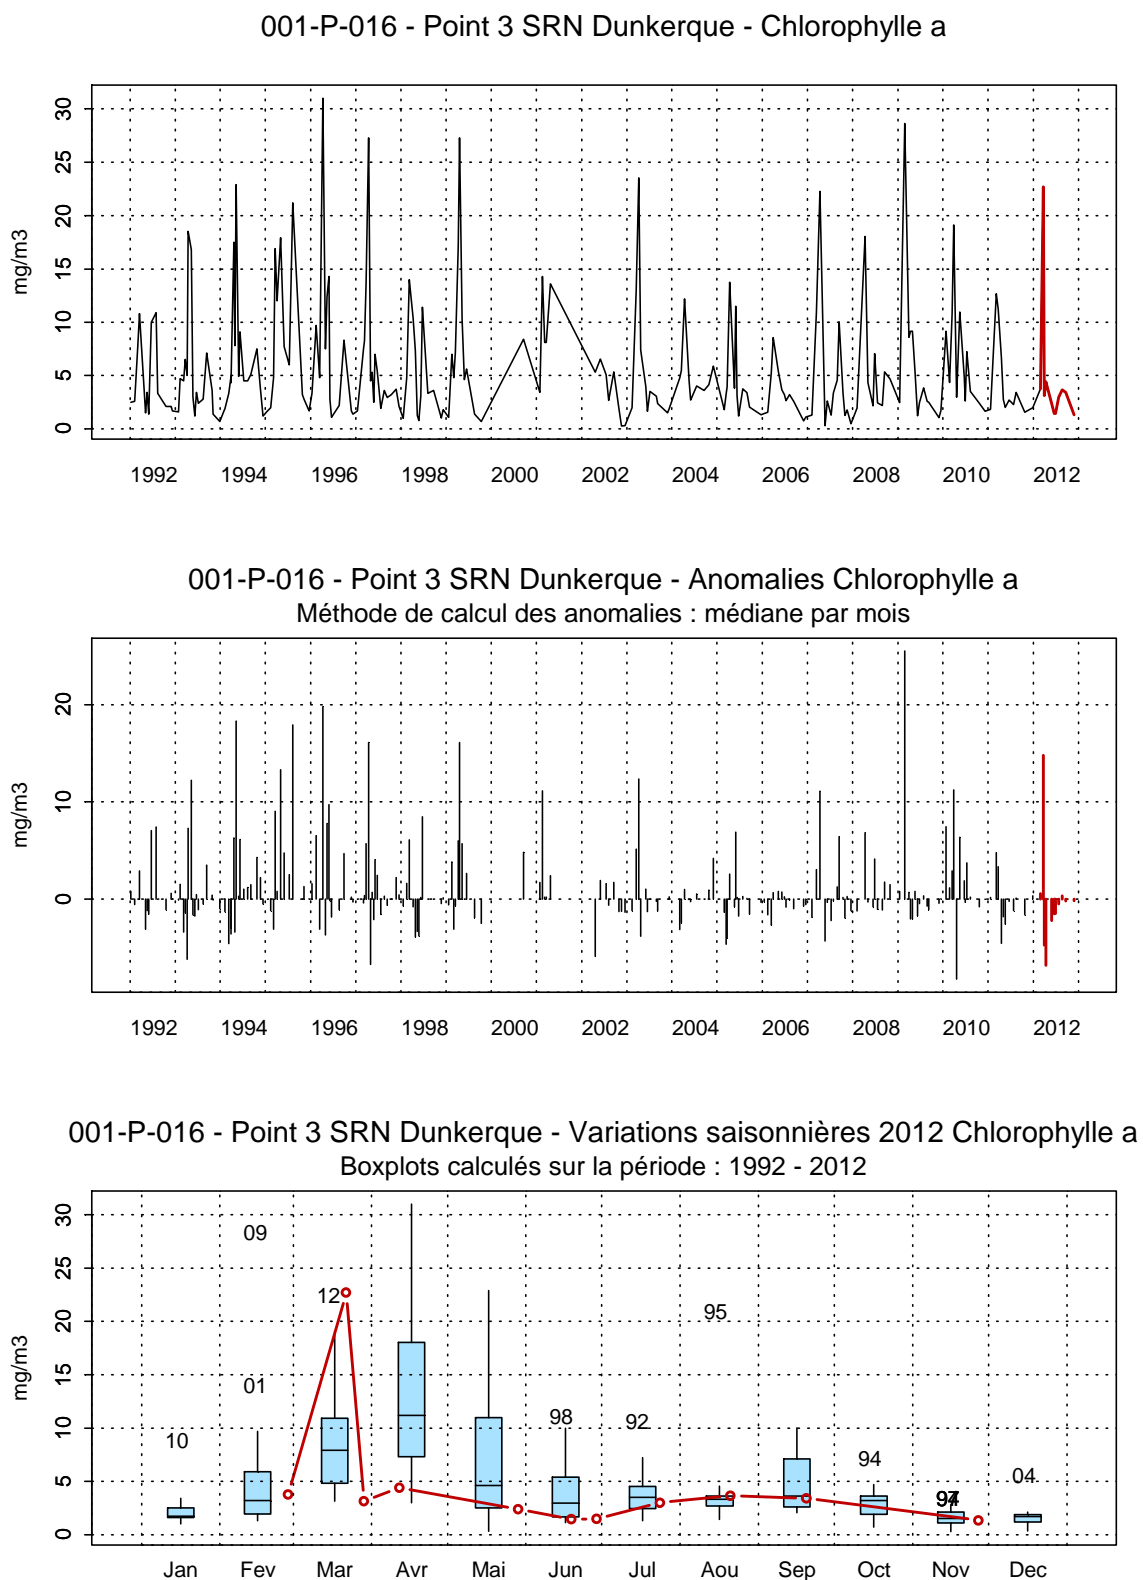 001-P-016 - Point 3 SRN Dunkerque - Chlorophylle a
30
25
20
15
10
5
0
mg/m3
1992 1994 1996 1998 2000 2002 2004 2006 2008 2010 2012
001-P-016 - Point 3 SRN Dunkerque - Anomalies Chlorophylle a
Méthode de calcul des anomalies : médiane par mois
20
10
0
mg/m3
1992 1994 1996 1998 2000 2002 2004 2006 2008 2010 2012
001-P-016 - Point 3 SRN Dunkerque - Variations saisonnières 2012 Chlorophylle a
Boxplots calculés sur la période : 1992 - 2012
30
25
20
15
10
5
0
mg/m3
09
12
95
01
98
92
10
94
04
97
Jan Fev Mar Avr Mai Jun Jul Aou Sep Oct Nov Dec